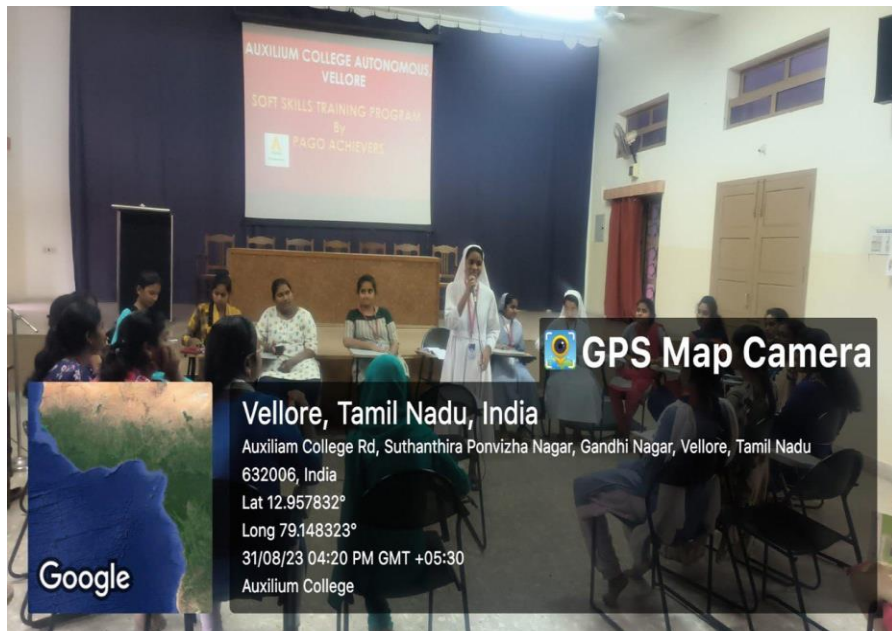 AUXILIUM COLLEGE AUTONOMOUS
VELLORE
SOFT SKILLS TRAINING PROGRAM
By
PAGO ACHIEVERS
GPS Map Camera
Vellore, Tamil Nadu, India
Auxiliam College Rd, Suthanthira Ponvizha Nagar, Gandhi Nagar, Vellore, Tamil Nadu
632006, India
Lat 12.957832°
Long 79.148323°
31/08/23 04:20 PM GMT +05:30
Auxilium College
Google